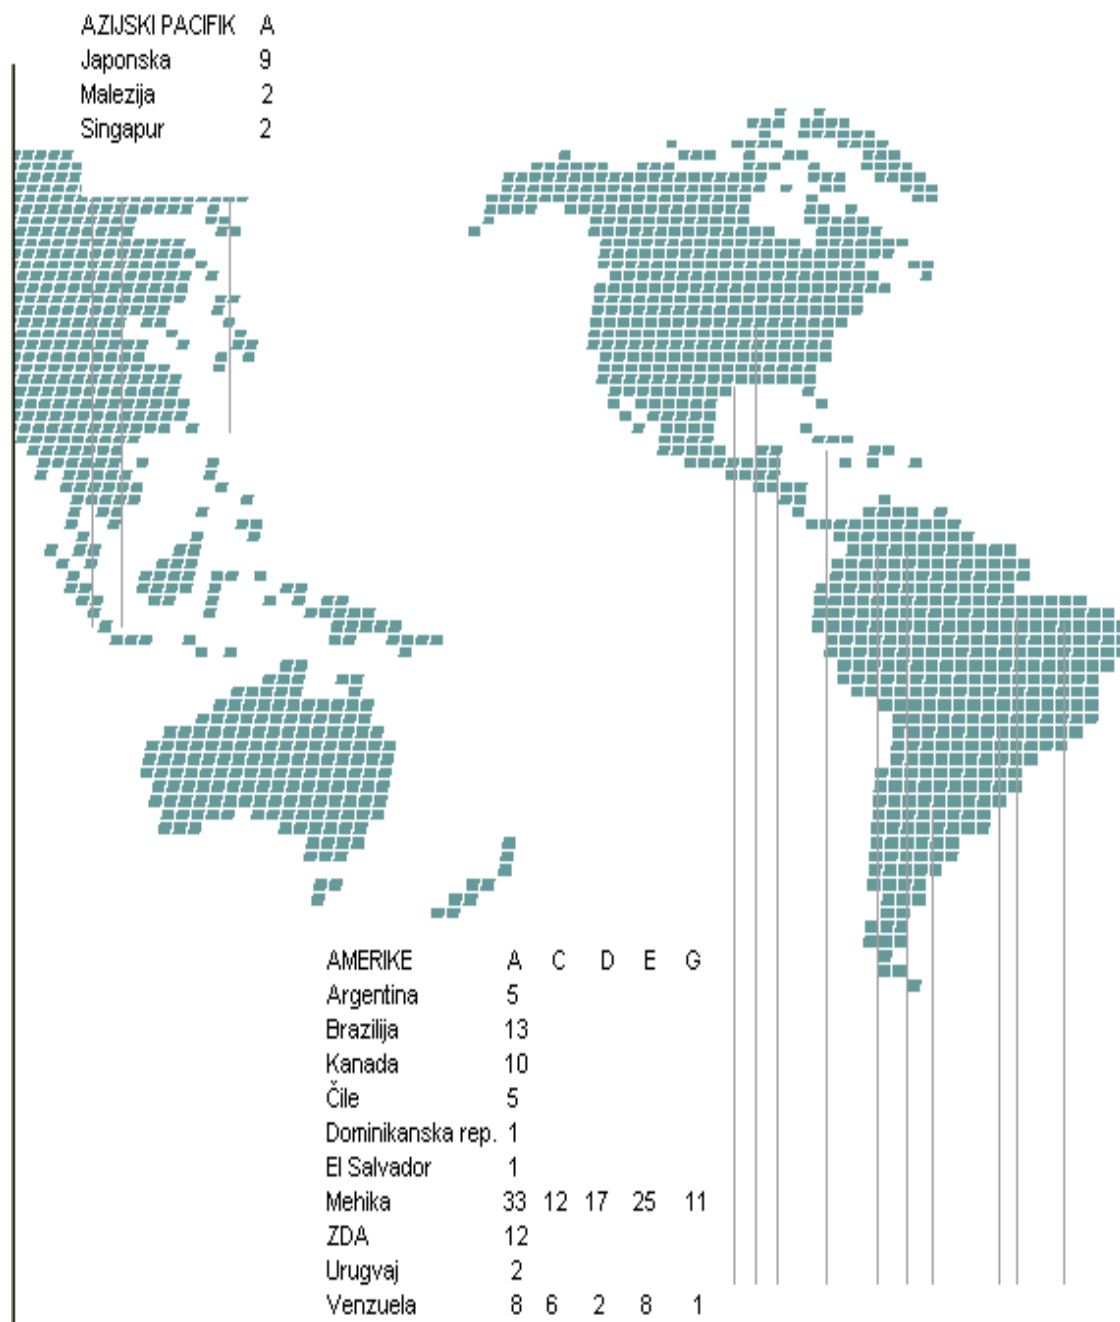 AZIJSKI PACIFIK A
Japonska 9
Malezija 2
Singapur 2
AMERIKE A C D E G
Argentina 5
Brazilija 13
Kanada 10
Čile 5
Dominikanska rep. 1
El Salvador 1
Mehika 33 12 17 25 11
ZDA 12
Urugvaj 2
Venzuela 8 6 2 8 1